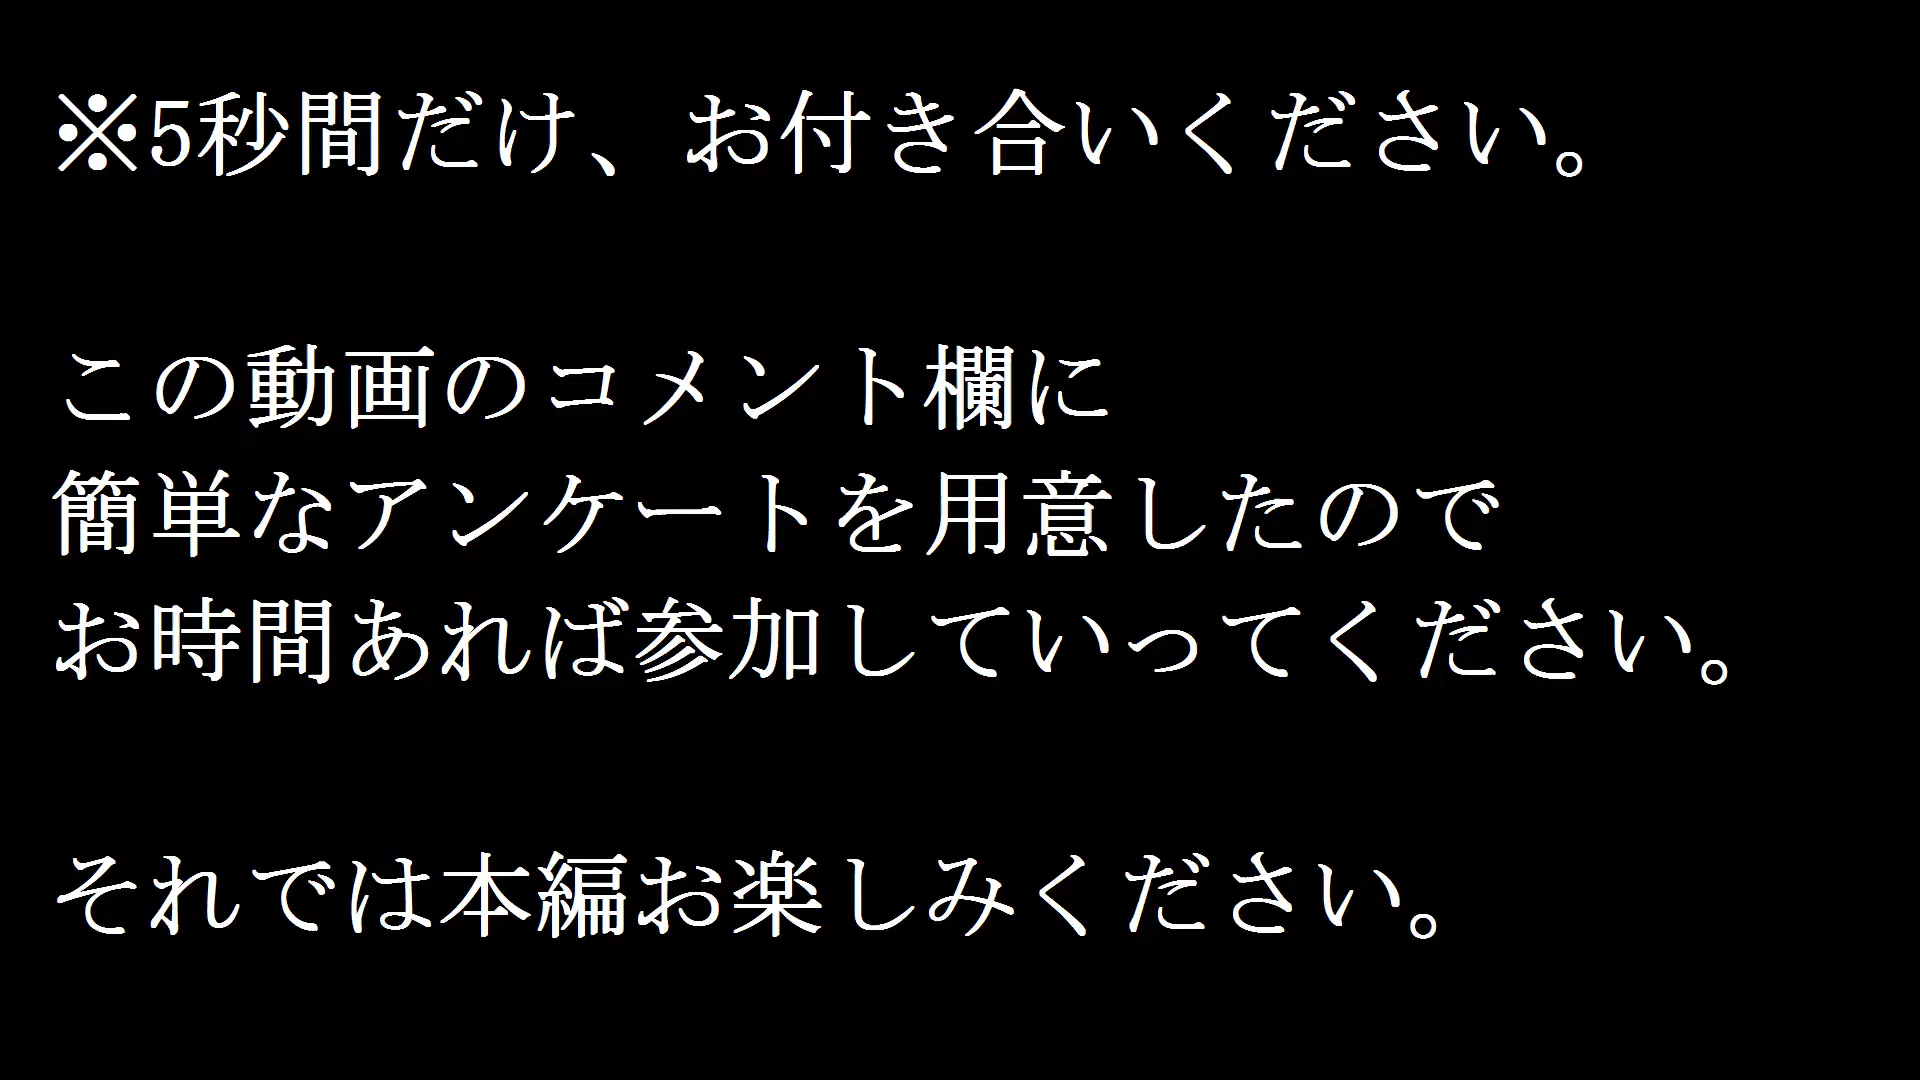 ※5秒間だけ、お付き合いください。
この動画のコメント欄に
簡単なアンケートを用意したので
お時間あれば参加していってください。
それでは本編お楽しみください。